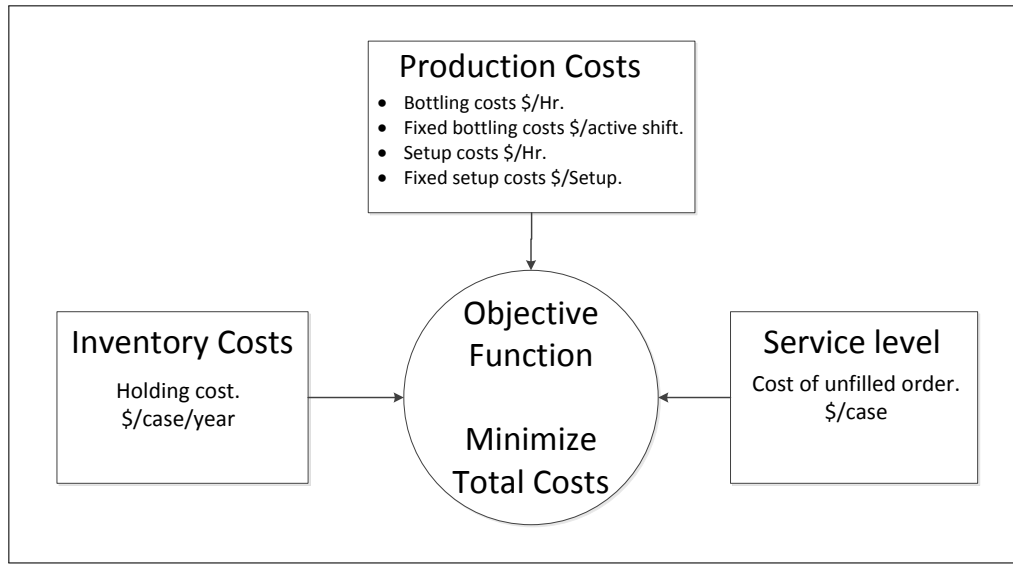 Production Costs
• Bottling costs $/Hr.
• Fixed bottling costs $/active shift.
• Setup costs $/Hr.
• Fixed setup costs $/Setup.
Inventory Costs
Holding cost.
$/case/year
Objective
Function
Minimize
Total Costs
Service level
Cost of unfilled order.
$/case